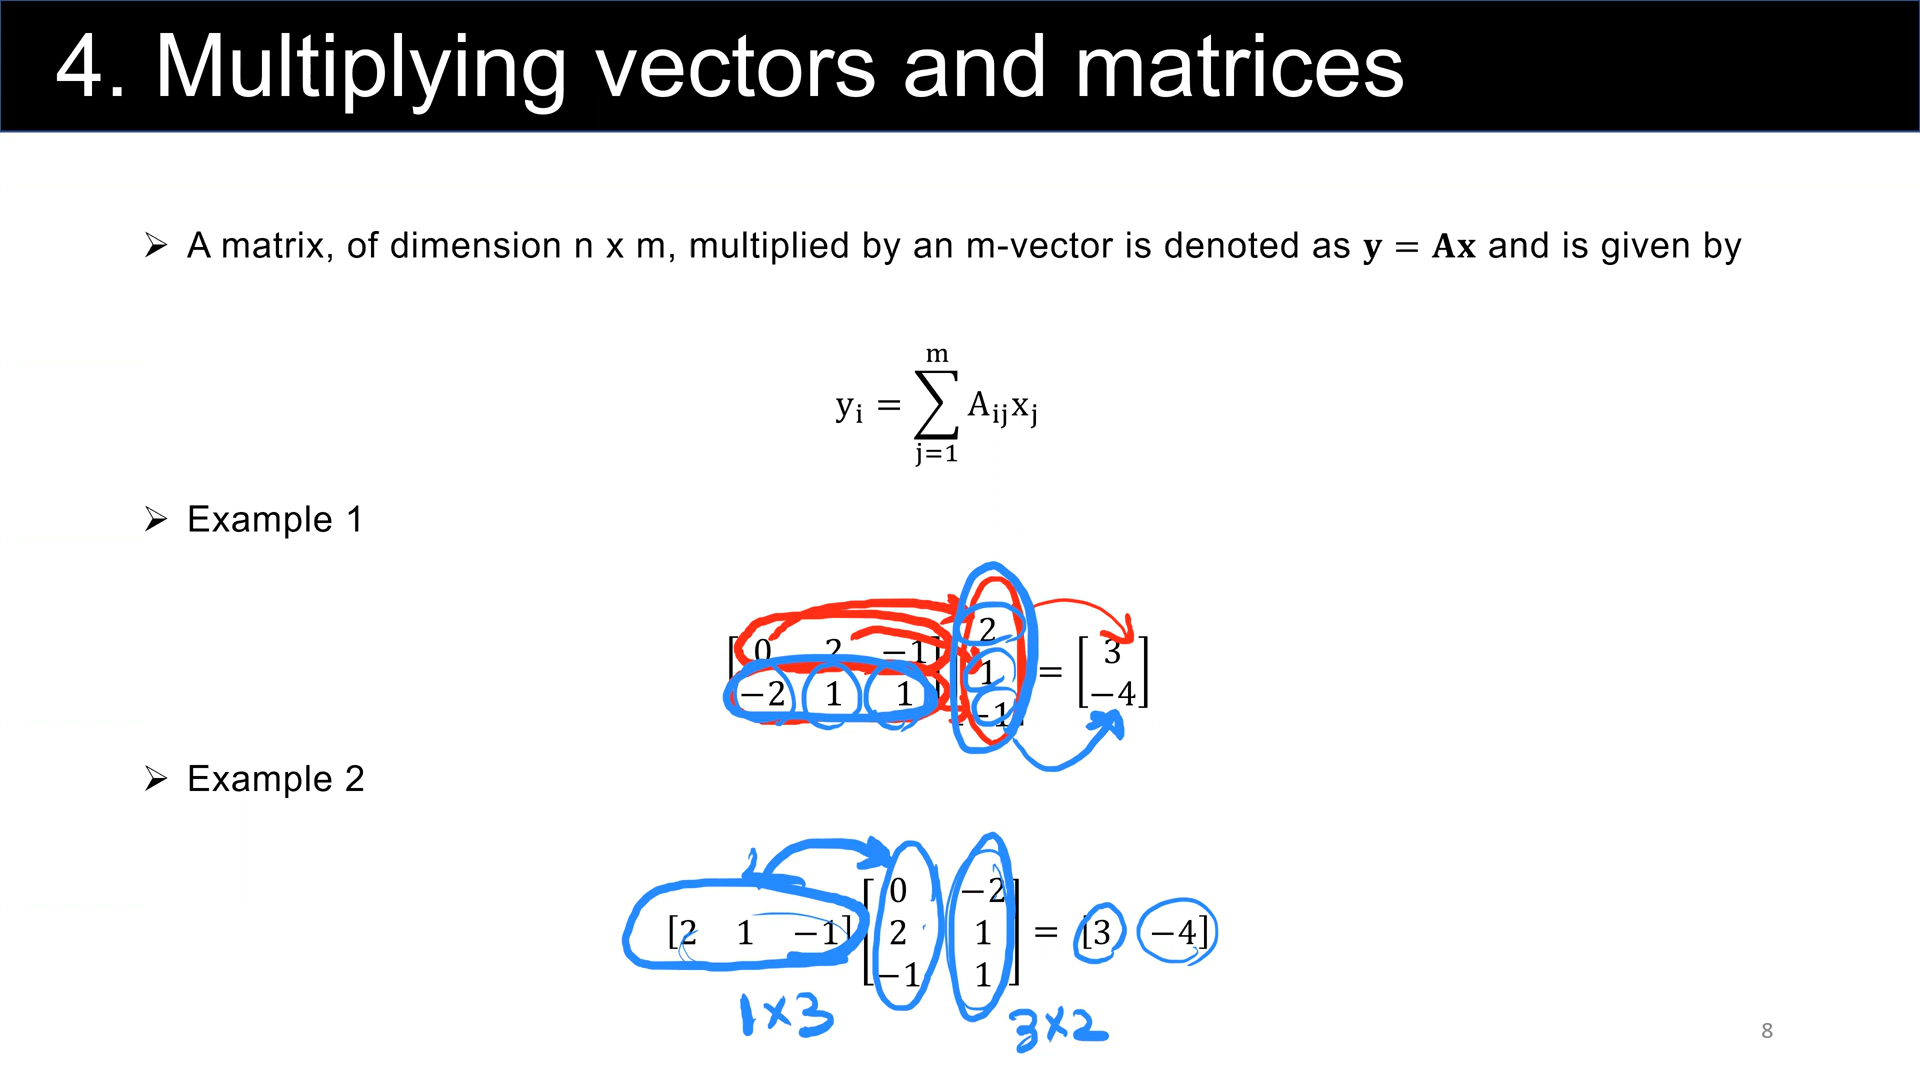 4. Multiplying vectors and matrices
➢ A matrix, of dimension n x m, multiplied by an m-vector is denoted as y = Ax and is given by
m
yᵢ = ∑ Aᵢⱼxⱼ
j=1
➢ Example 1
[0 2 −1; −2 1 1] [2; 1; −1] = [3; −4]
➢ Example 2
[2 1 −1] [0 −2; 2 1; −1 1] = [3 −4]
1x3 3x2
8